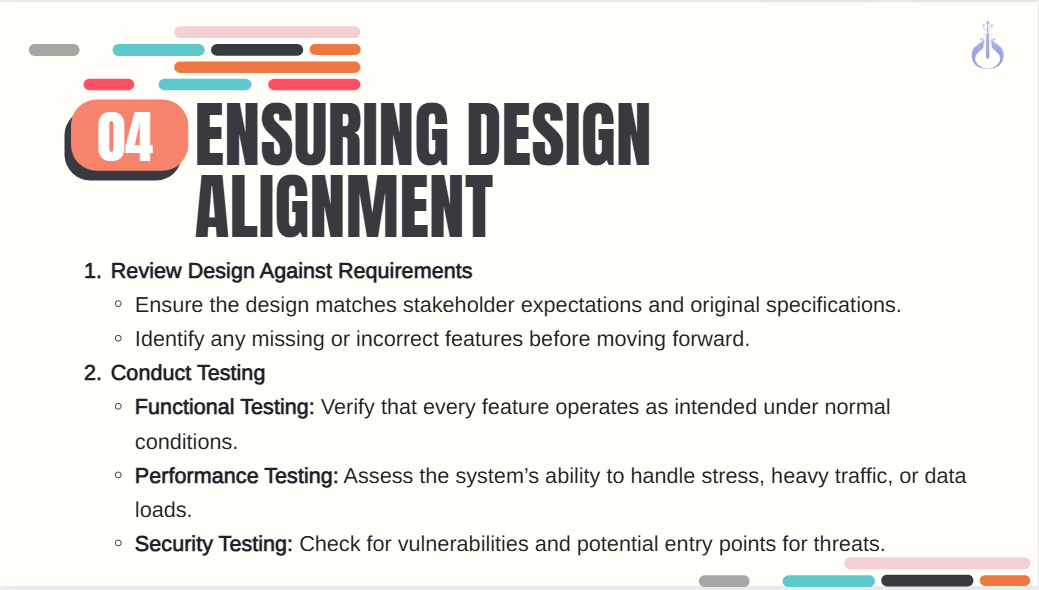 04
ENSURING DESIGN
ALIGNMENT
1. Review Design Against Requirements
○ Ensure the design matches stakeholder expectations and original specifications.
○ Identify any missing or incorrect features before moving forward.
2. Conduct Testing
○ Functional Testing: Verify that every feature operates as intended under normal
conditions.
○ Performance Testing: Assess the system’s ability to handle stress, heavy traffic, or data
loads.
○ Security Testing: Check for vulnerabilities and potential entry points for threats.